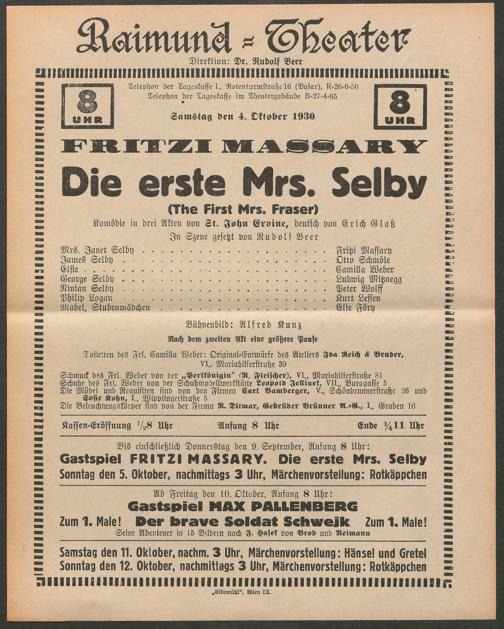 Raimund-Theater
Direktion: Dr. Rudolf Beer
8 UHR
Telephon der Tageskasse I., Rotenturmstraße 16 (Basar), R-26-0-50
Telephon der Tageskasse im Theatergebäude B-27-4-65
8 UHR
Samstag den 4. Oktober 1930
FRITZI MASSARY
Die erste Mrs. Selby
(The First Mrs. Fraser)
Komödie in drei Akten von St. John Ervine, deutsch von Erich Glaß
In Szene gesetzt von Rudolf Beer
Mrs. Janet Selby . . . . . . . . . . Fritzi Massary
James Selby . . . . . . . . . . Otto Schmöle
Elsie . . . . . . . . . . Camilla Weber
George Selby . . . . . . . . . . Ludwig Mitznegg
Ninian Selby . . . . . . . . . . Peter Wolff
Philip Logan . . . . . . . . . . Kurt Lessen
Mabel, Stubenmädchen . . . . . . . . . . Else Föry
Bühnenbild: Alfred Kunz
Nach dem zweiten Akt eine größere Pause
Toiletten des Frl. Camilla Weber: Original-Entwürfe des Ateliers Ida Reich & Bruder,
VI., Mariahilferstraße 39
Schmuck des Frl. Weber von der „Perlkönigin“ (R. Fleischer), VI., Mariahilferstraße 81
Schuhe des Frl. Weber von der Schuhmodellwerkstätte Leopold Jellinek, VII., Burggasse 5
Die Möbel und Requisiten sind von den Firmen Carl Bamberger, V., Schönbrunnerstraße 26 und
Sofie Kohn, I., Wipplingerstraße 5
Die Beleuchtungskörper sind von der Firma R. Ditmar, Gebrüder Brünner A.-G., I., Graben 16
Kassen-Eröffnung ½8 Uhr Anfang 8 Uhr Ende ¼11 Uhr
Bis einschließlich Donnerstag den 9. September, Anfang 8 Uhr:
Gastspiel FRITZI MASSARY. Die erste Mrs. Selby
Sonntag den 5. Oktober, nachmittags 3 Uhr, Märchenvorstellung: Rotkäppchen
Ab Freitag den 10. Oktober, Anfang 8 Uhr:
Gastspiel MAX PALLENBERG
Zum 1. Male! Der brave Soldat Schwejk Zum 1. Male!
Seine Abenteuer in 15 Bildern nach J. Hasek von Brod und Reimann
Samstag den 11. Oktober, nachm. 3 Uhr, Märchenvorstellung: Hänsel und Gretel
Sonntag den 12. Oktober, nachmittags 3 Uhr, Märchenvorstellung: Rotkäppchen
„Elbemühl“, Wien IX.